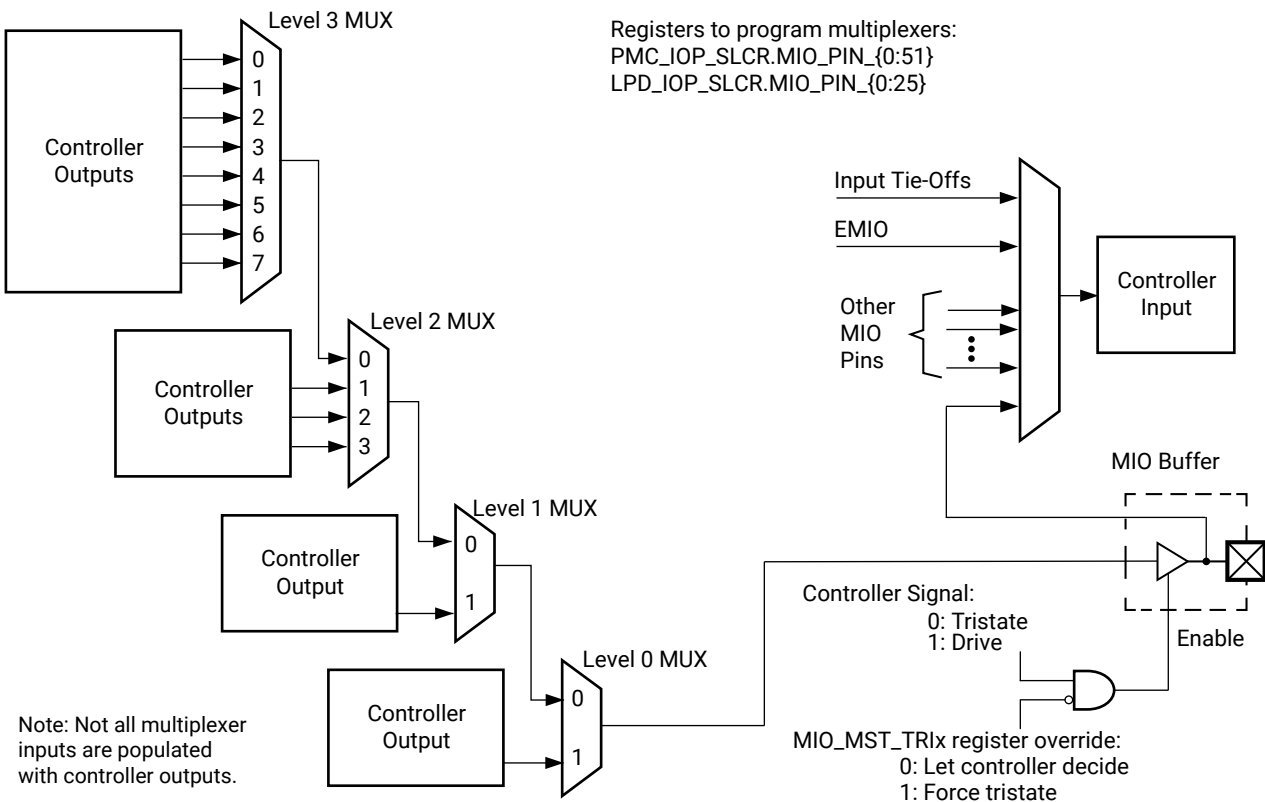 Level 3 MUX
Registers to program multiplexers:
PMC_IOP_SLCR.MIO_PIN_{0:51}
LPD_IOP_SLCR.MIO_PIN_{0:25}
Controller
Outputs
0
1
2
3
4
5
6
7
Input Tie-Offs
EMIO
Controller
Input
Other
MIO
Pins
Level 2 MUX
Controller
Outputs
0
1
2
3
MIO Buffer
Level 1 MUX
Controller
Output
0
1
Controller Signal:
0: Tristate
1: Drive
Enable
Level 0 MUX
Controller
Output
0
1
Note: Not all multiplexer
inputs are populated
with controller outputs.
MIO_MST_TRIx register override:
0: Let controller decide
1: Force tristate